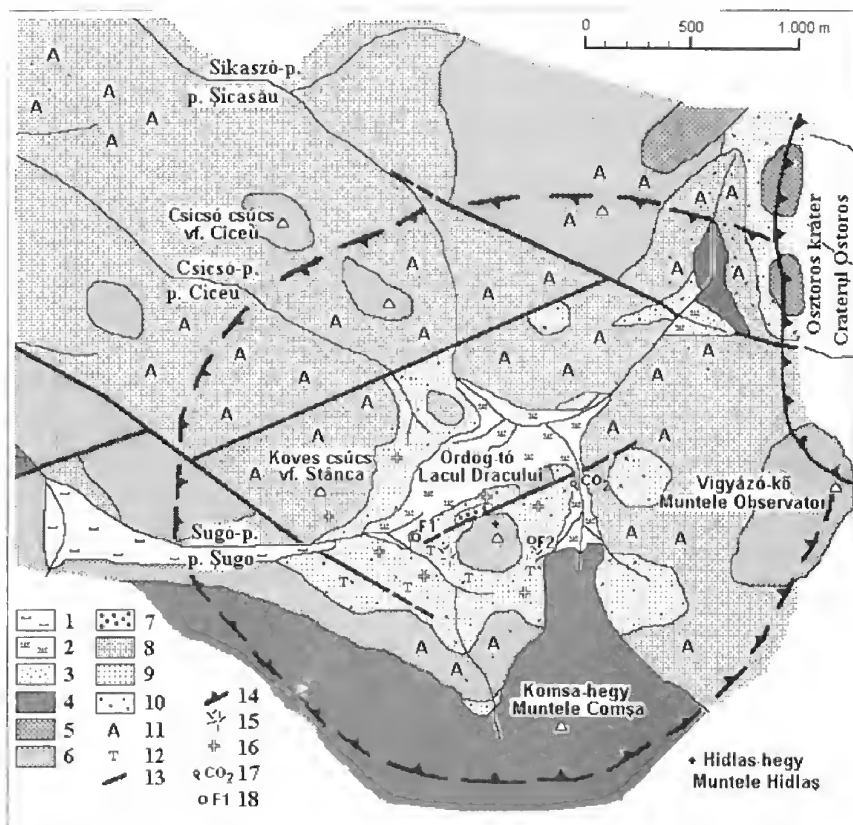 0 500 1.000 m
Sikaszó-p.
p. Şicasău
Csicsó csúcs
vf. Ciceu
Csicsó-p.
p. Ciceu
Osztoros kráter
Craterul Ostoros
Köves csúcs
vf. Stânca
Ördög-tó
Lacul Dracului
Vigyázó-kő
Muntele Observator
CO2
F1
F2
Sugó-p.
p. Şugo
Komsa-hegy
Muntele Comşa
Hidlas-hegy
Muntele Hidlaş
1
2
3
4
5
6
7
8
9
10
A 11
T 12
13
14
15
16
CO2 17
F1 18